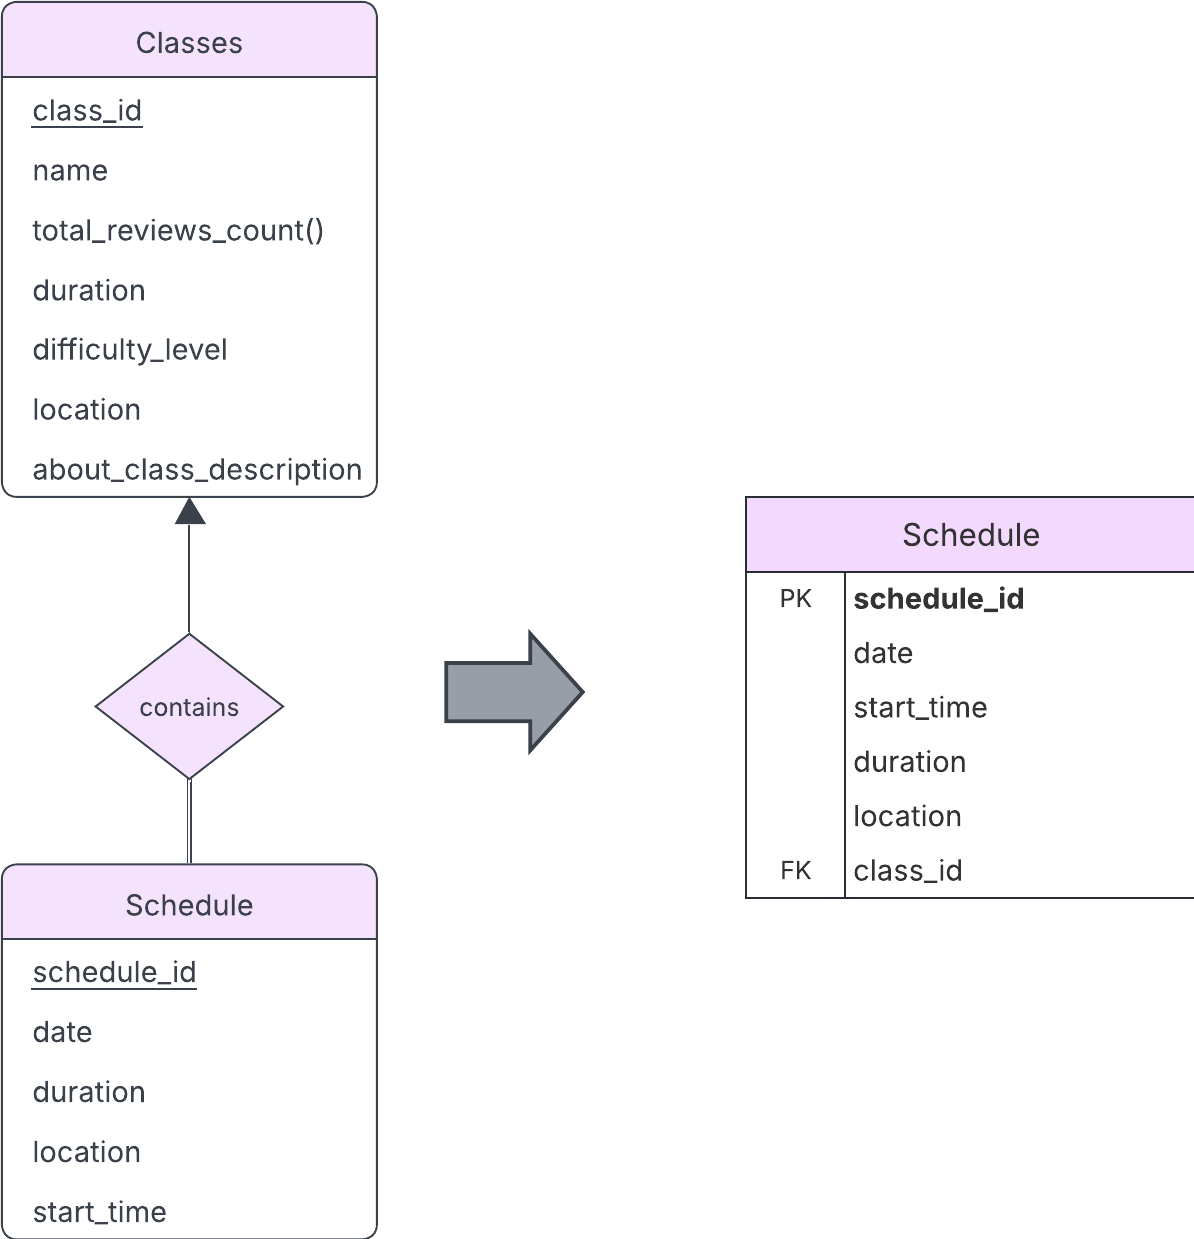 Classes
class_id
name
total_reviews_count()
duration
difficulty_level
location
about_class_description
contains
Schedule
schedule_id
date
duration
location
start_time
Schedule
PK schedule_id
date
start_time
duration
location
FK class_id